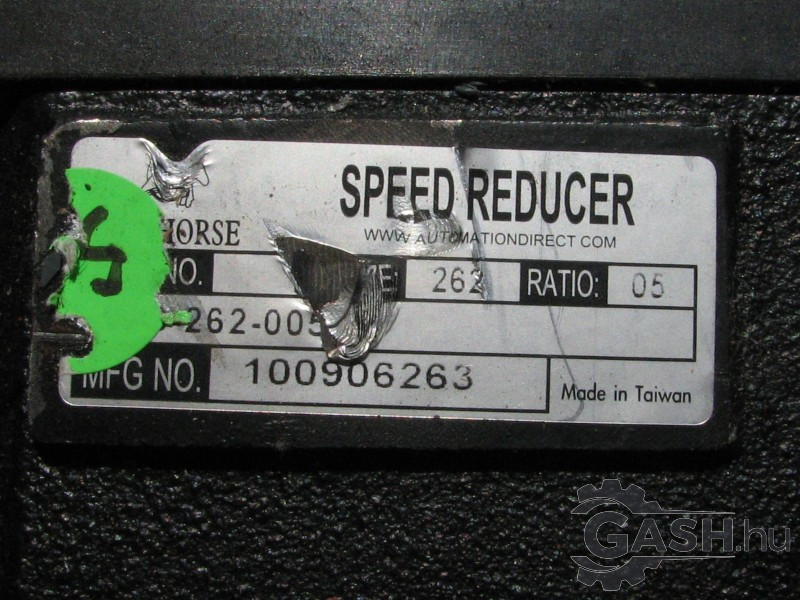 SPEED REDUCER
HORSE
WWW.AUTOMATIONDIRECT.COM
NO. 262 RATIO: 05
-262-005
MFG NO. 100906263
Made in Taiwan
5
GASH.hu